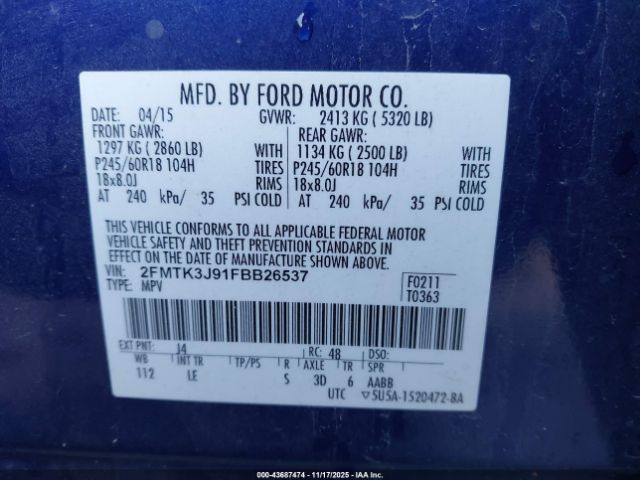 MFD. BY FORD MOTOR CO.
DATE: 04/15 GVWR: 2413 KG ( 5320 LB)
FRONT GAWR: REAR GAWR:
1297 KG ( 2860 LB) WITH 1134 KG ( 2500 LB) WITH
P245/60R18 104H TIRES P245/60R18 104H TIRES
18x8.0J RIMS 18x8.0J RIMS
AT 240 kPa/ 35 PSI COLD AT 240 kPa/ 35 PSI COLD
THIS VEHICLE CONFORMS TO ALL APPLICABLE FEDERAL MOTOR
VEHICLE SAFETY AND THEFT PREVENTION STANDARDS IN
EFFECT ON THE DATE OF MANUFACTURE SHOWN ABOVE.
VIN: 2FMTK3J91FBB26537 F0211
TYPE: MPV T0363
EXT PNT: J4 RC: 48 DSO:
WB INT TR TP/PS R AXLE TR SPR
112 LE S 3D 6 AABB
UTC ▽5U5A-1520472-BA
000-43687474 — 11/17/2025 — IAA Inc.